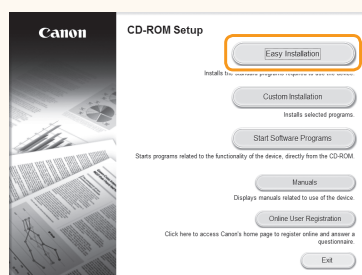 Canon
CD-ROM Setup
Easy Installation
Installs the standard programs required to use the device.
Custom Installation
Installs selected programs.
Start Software Programs
Starts programs related to the functionality of the device, directly from the CD-ROM.
Manuals
Displays manuals related to use of the device.
Online User Registration
Click here to access Canon's home page to register online and answer a
questionnaire.
Exit